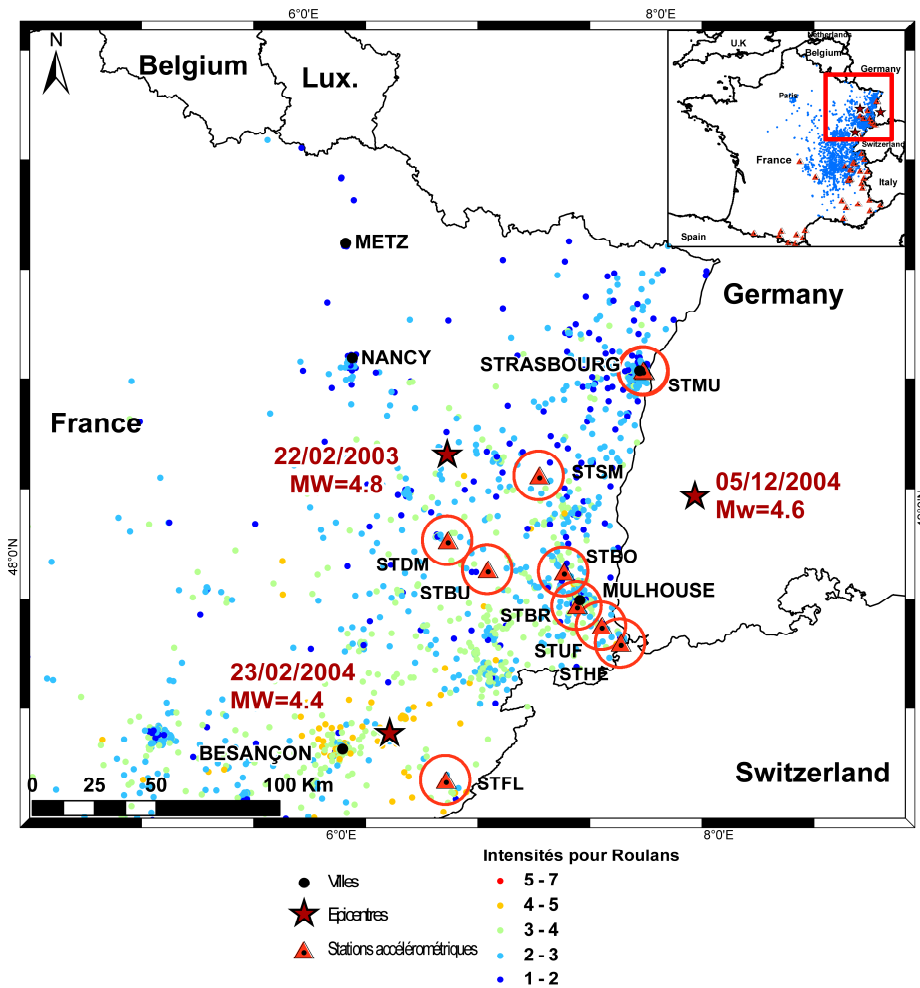 6°0'E
8°0'E
N
Belgium
Lux.
U.K
Netherlands
Belgium
Germany
Paris
France
Switzerland
Italy
Spain
METZ
Germany
NANCY
STRASBOURG
STMU
France
22/02/2003
MW=4.8
STSM
05/12/2004
Mw=4.6
48°0'N
STDM
STBU
STBO
MULHOUSE
STBR
STUF
STHE
23/02/2004
MW=4.4
BESANÇON
STFL
Switzerland
0 25 50 100 Km
6°0'E
8°0'E
Intensités pour Roulans
Villes
Epicentres
Stations accélérométriques
5 - 7
4 - 5
3 - 4
2 - 3
1 - 2